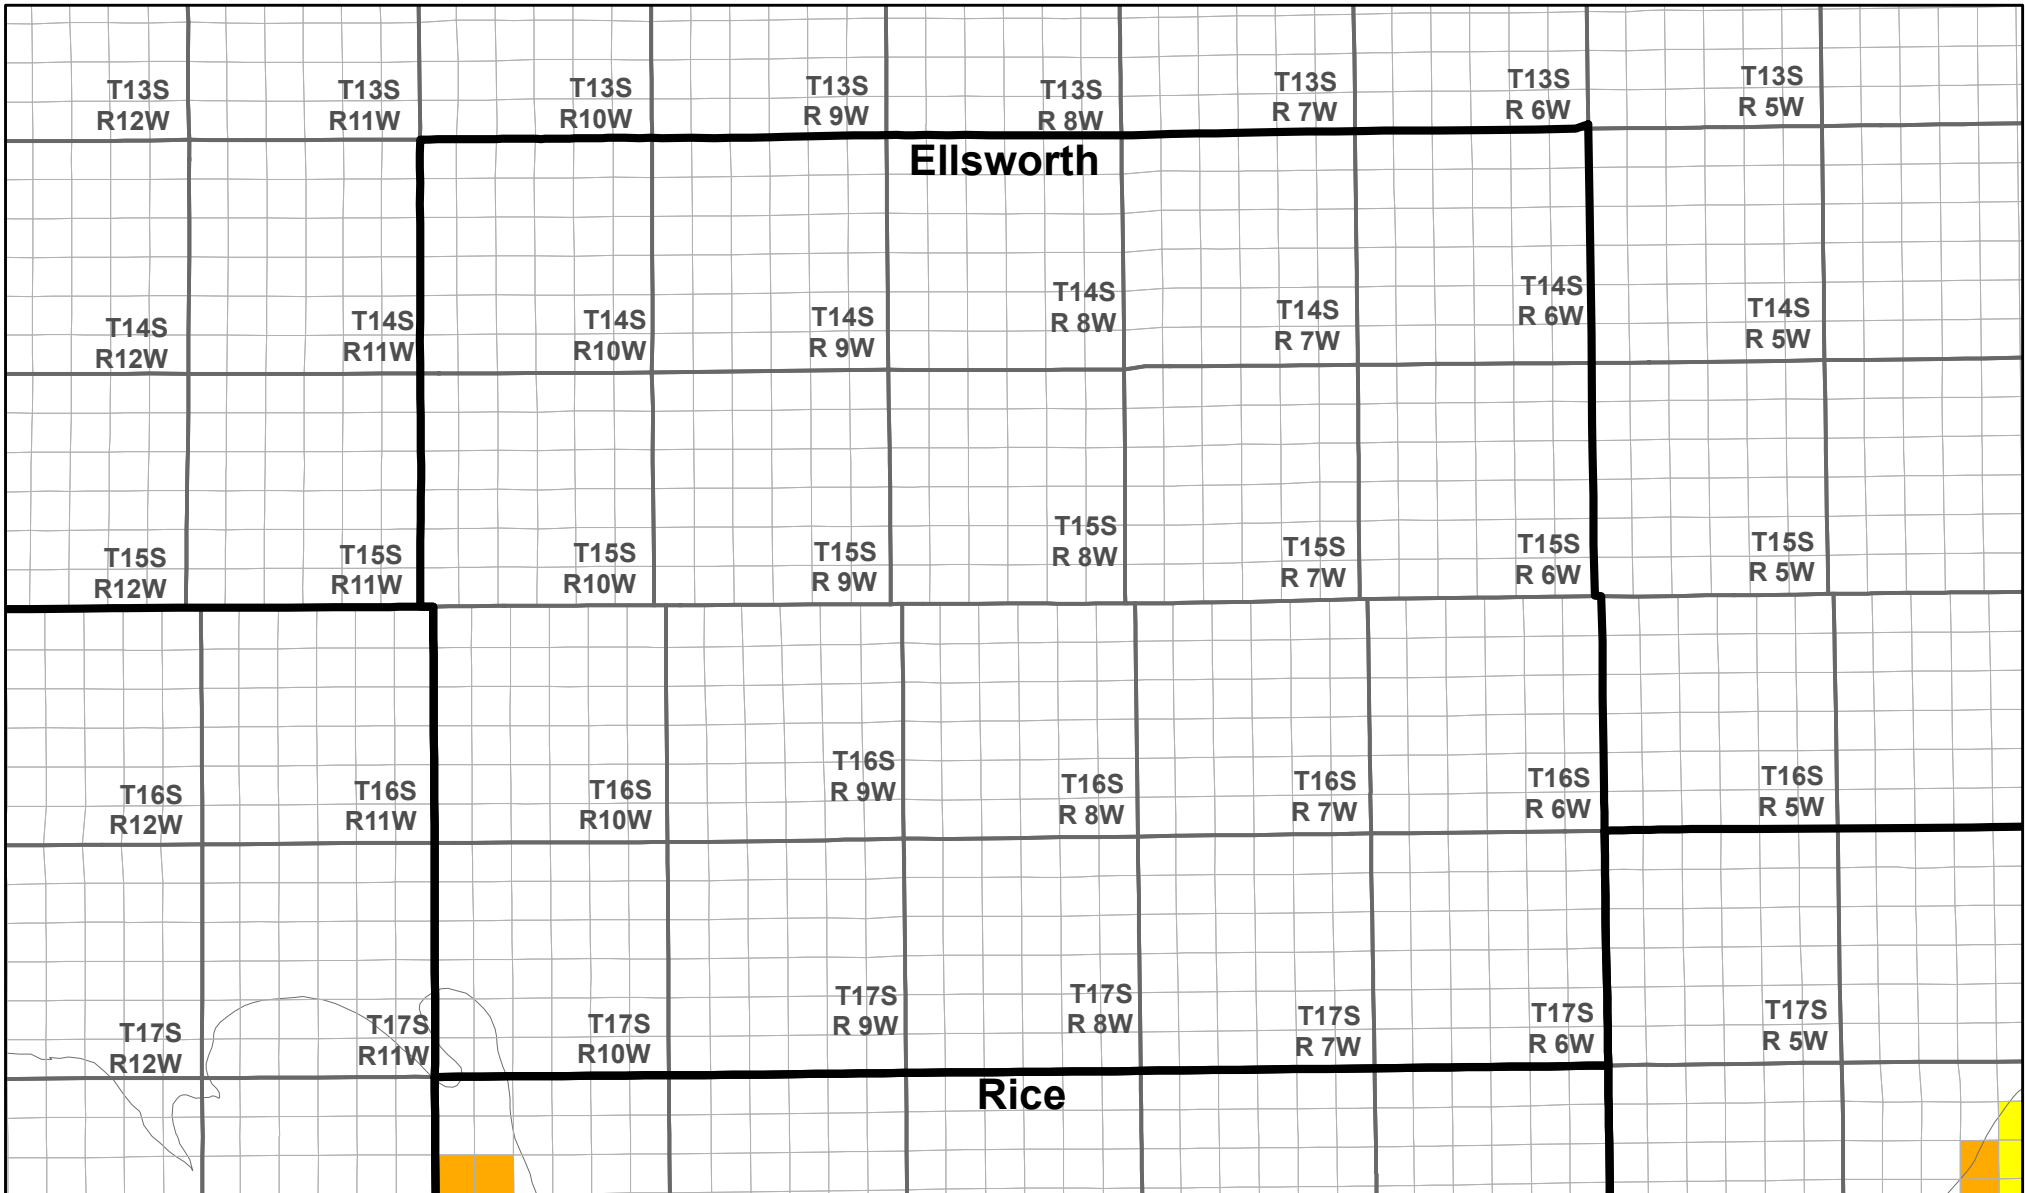 T13S
R12W
T13S
R11W
T13S
R10W
T13S
R 9W
T13S
R 8W
T13S
R 7W
T13S
R 6W
T13S
R 5W
Ellsworth
T14S
R12W
T14S
R11W
T14S
R10W
T14S
R 9W
T14S
R 8W
T14S
R 7W
T14S
R 6W
T14S
R 5W
T15S
R12W
T15S
R11W
T15S
R10W
T15S
R 9W
T15S
R 8W
T15S
R 7W
T15S
R 6W
T15S
R 5W
T16S
R12W
T16S
R11W
T16S
R10W
T16S
R 9W
T16S
R 8W
T16S
R 7W
T16S
R 6W
T16S
R 5W
T17S
R12W
T17S
R11W
T17S
R10W
T17S
R 9W
T17S
R 8W
T17S
R 7W
T17S
R 6W
T17S
R 5W
Rice